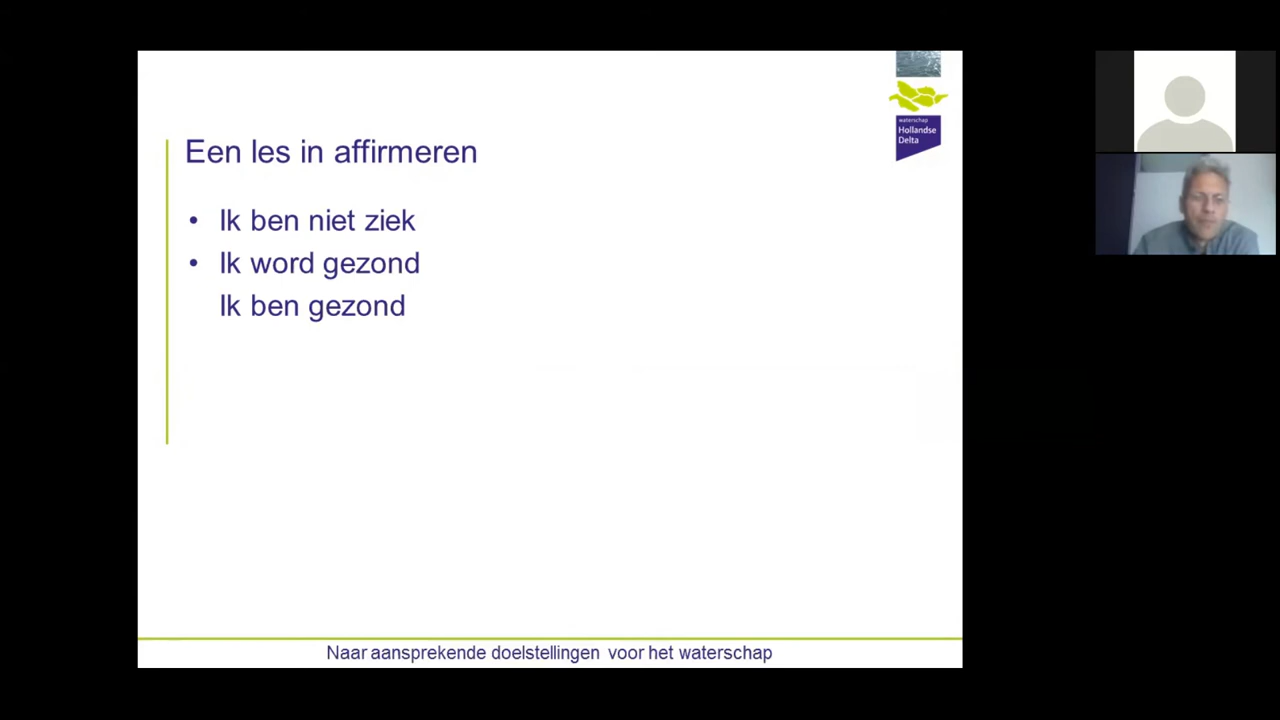 waterschap
Hollandse
Delta
Een les in affirmeren
• Ik ben niet ziek
• Ik word gezond
Ik ben gezond
Naar aansprekende doelstellingen voor het waterschap